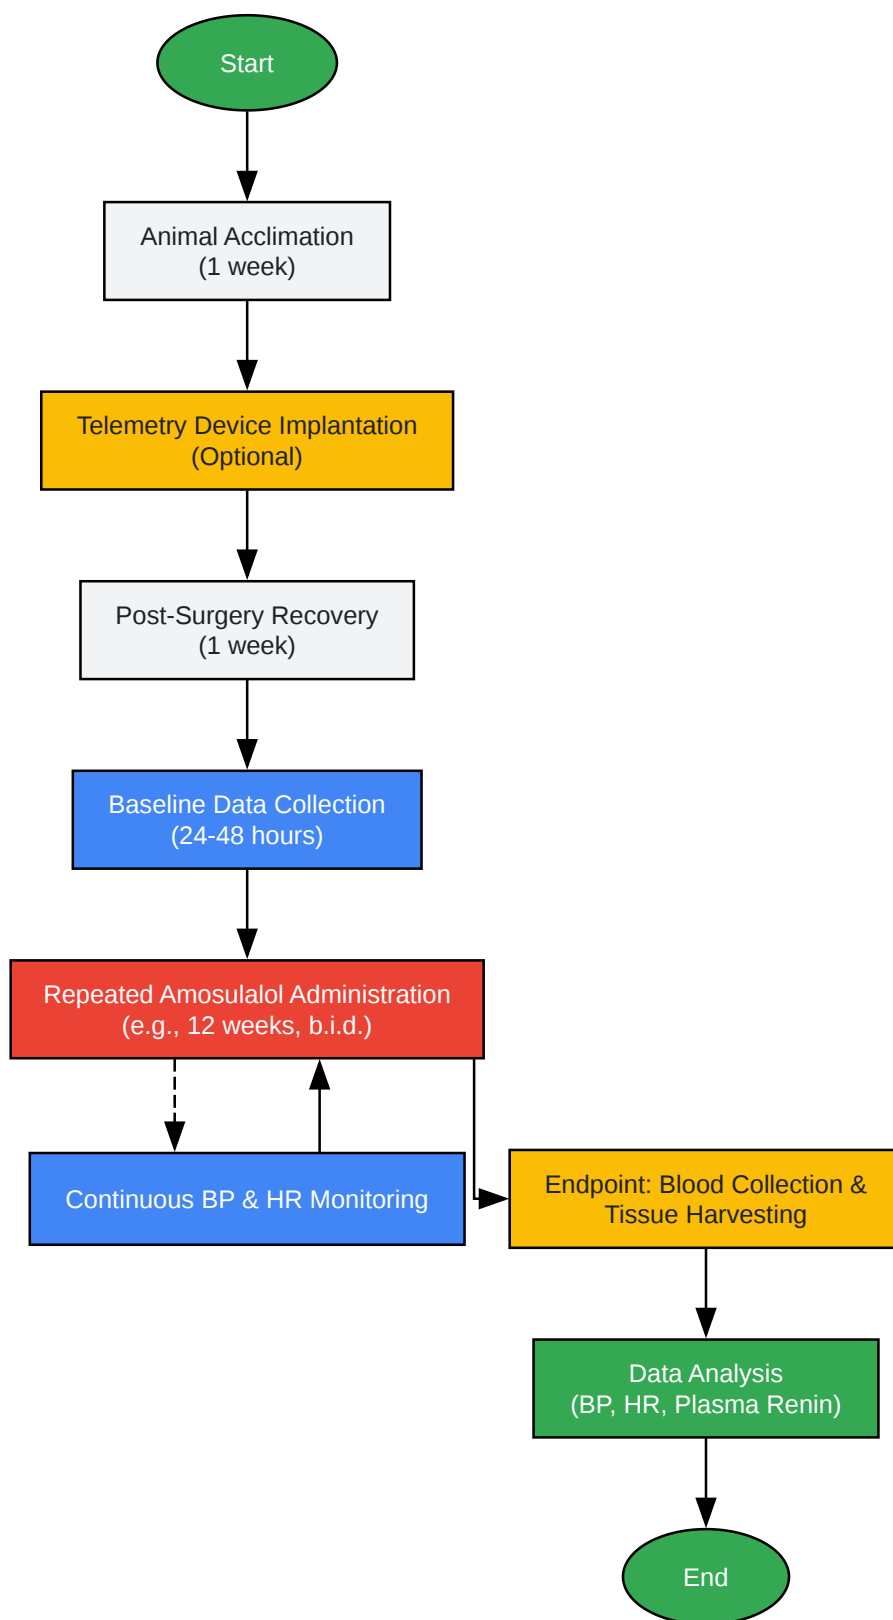 Start
Animal Acclimation
(1 week)
Telemetry Device Implantation
(Optional)
Post-Surgery Recovery
(1 week)
Baseline Data Collection
(24-48 hours)
Repeated Amosulalol Administration
(e.g., 12 weeks, b.i.d.)
Continuous BP & HR Monitoring
Endpoint: Blood Collection &
Tissue Harvesting
Data Analysis
(BP, HR, Plasma Renin)
End